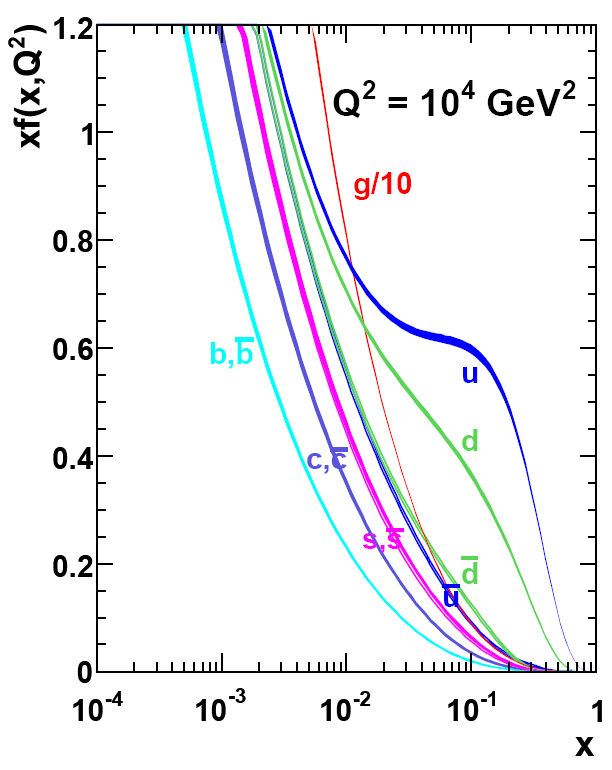 xf(x,Q²)
1.2
1
0.8
0.6
0.4
0.2
0
Q² = 10⁴ GeV²
g/10
b,b̅
u
c,c̅
d
s,s̅
d̅
u̅
10⁻⁴
10⁻³
10⁻²
10⁻¹
1
x